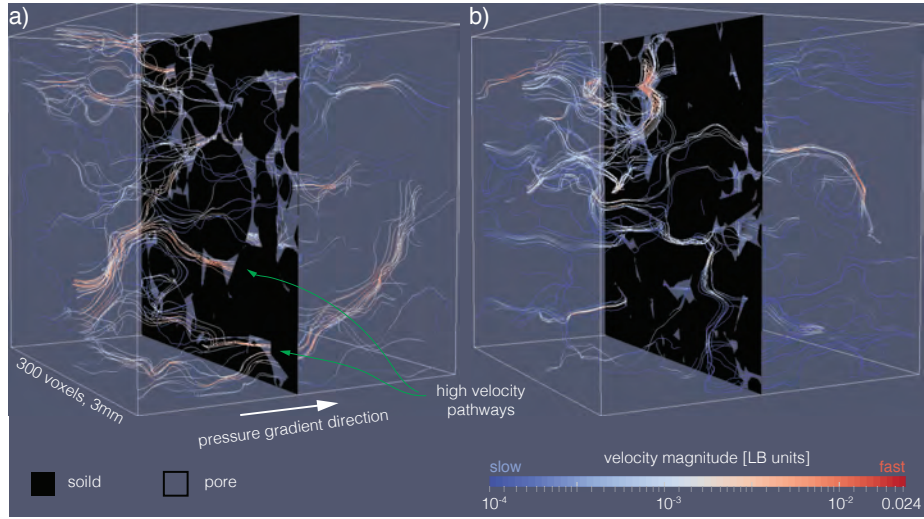 a)
b)
300 voxels, 3mm
pressure gradient direction
high velocity
pathways
soild
pore
velocity magnitude [LB units]
slow
fast
10⁻⁴
10⁻³
10⁻²
0.024